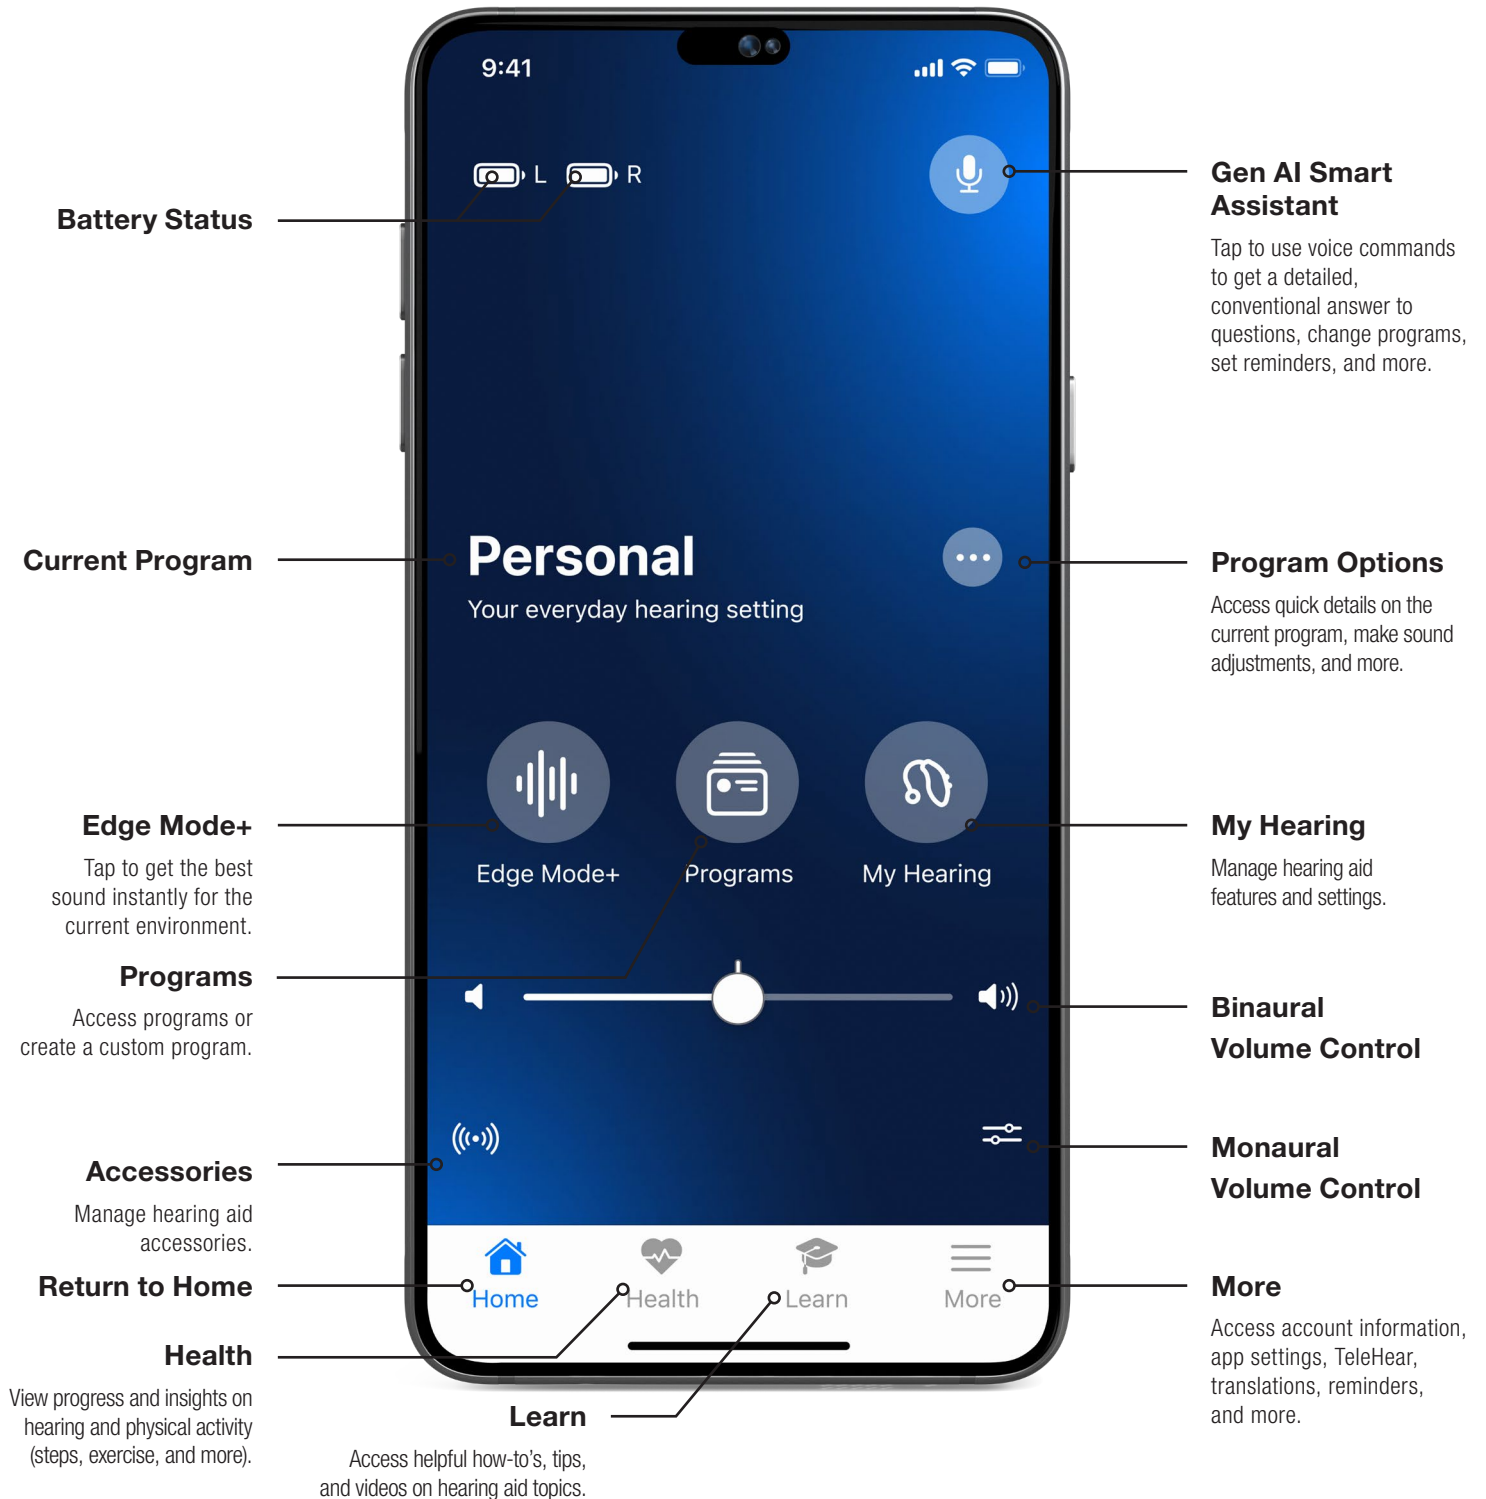 9:41
L
R
Battery Status
Gen AI Smart
Assistant
Tap to use voice commands
to get a detailed,
conventional answer to
questions, change programs,
set reminders, and more.
Current Program
Personal
Your everyday hearing setting
Program Options
Access quick details on the
current program, make sound
adjustments, and more.
Edge Mode+
Tap to get the best
sound instantly for the
current environment.
Edge Mode+
Programs
My Hearing
My Hearing
Manage hearing aid
features and settings.
Programs
Access programs or
create a custom program.
Binaural
Volume Control
Accessories
Manage hearing aid
accessories.
Monaural
Volume Control
Return to Home
Home
Health
Learn
More
More
Access account information,
app settings, TeleHear,
translations, reminders,
and more.
Health
View progress and insights on
hearing and physical activity
(steps, exercise, and more).
Learn
Access helpful how-to's, tips,
and videos on hearing aid topics.